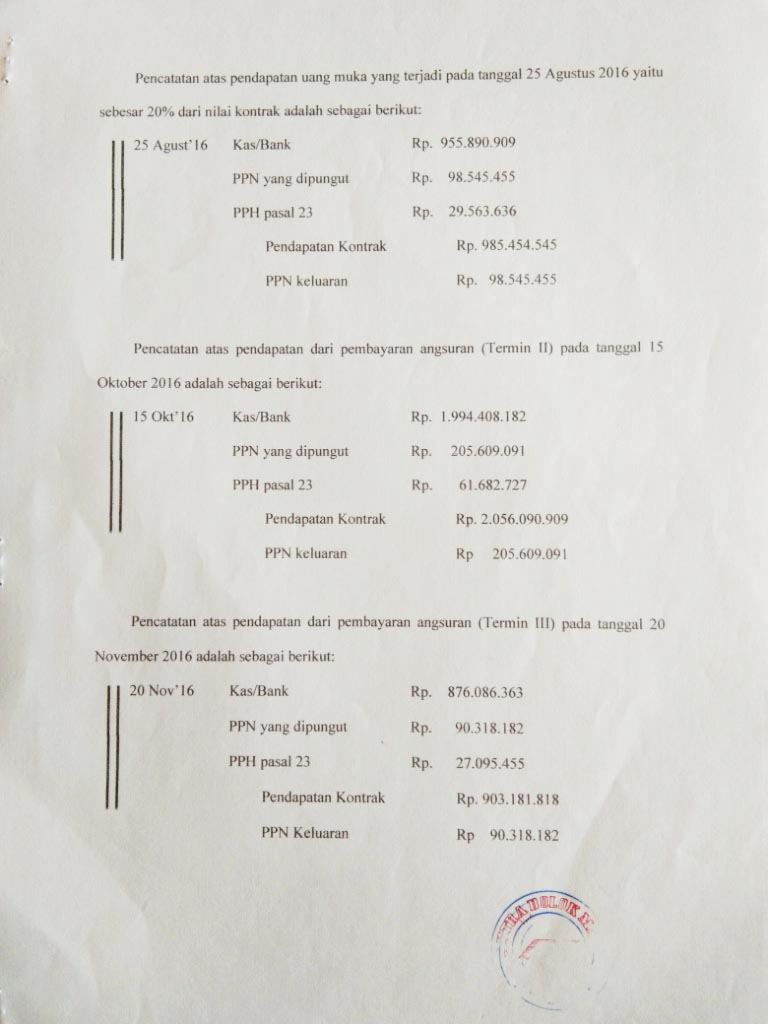 Pencatatan atas pendapatan uang muka yang terjadi pada tanggal 25 Agustus 2016 yaitu
sebesar 20% dari nilai kontrak adalah sebagai berikut:
25 Agust'16 Kas/Bank Rp. 955.890.909
PPN yang dipungut Rp. 98.545.455
PPH pasal 23 Rp. 29.563.636
Pendapatan Kontrak Rp. 985.454.545
PPN keluaran Rp. 98.545.455
Pencatatan atas pendapatan dari pembayaran angsuran (Termin II) pada tanggal 15
Oktober 2016 adalah sebagai berikut:
15 Okt'16 Kas/Bank Rp. 1.994.408.182
PPN yang dipungut Rp. 205.609.091
PPH pasal 23 Rp. 61.682.727
Pendapatan Kontrak Rp. 2.056.090.909
PPN keluaran Rp 205.609.091
Pencatatan atas pendapatan dari pembayaran angsuran (Termin III) pada tanggal 20
November 2016 adalah sebagai berikut:
20 Nov'16 Kas/Bank Rp. 876.086.363
PPN yang dipungut Rp. 90.318.182
PPH pasal 23 Rp. 27.095.455
Pendapatan Kontrak Rp. 903.181.818
PPN Keluaran Rp 90.318.182
DOLOK